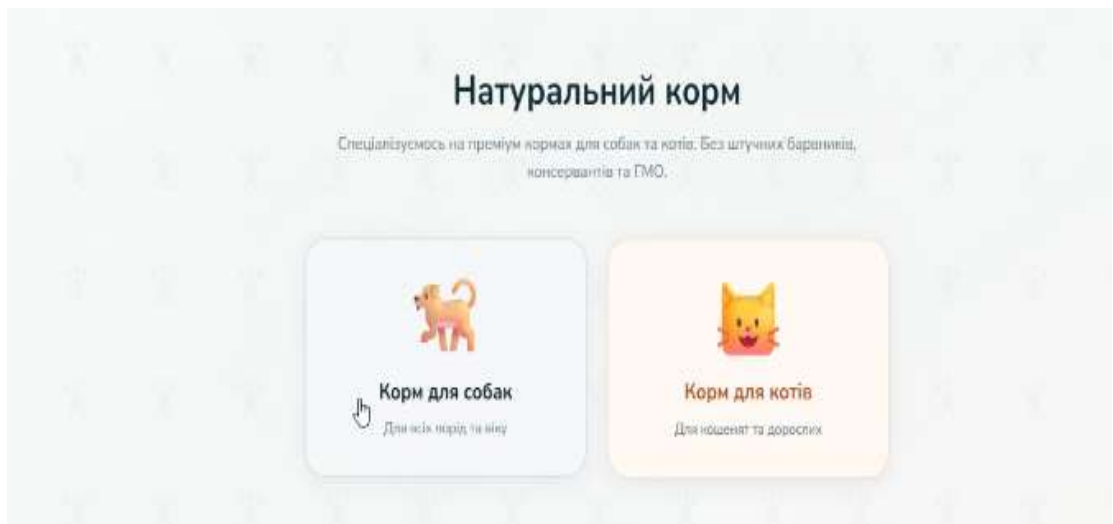 Натуральний корм
Спеціалізуємось на преміум кормах для собак та котів. Без штучних барвників,
консервантів та ГМО.
Корм для собак
Корм для котів
Для всіх порід та віку
Для кошенят та дорослих